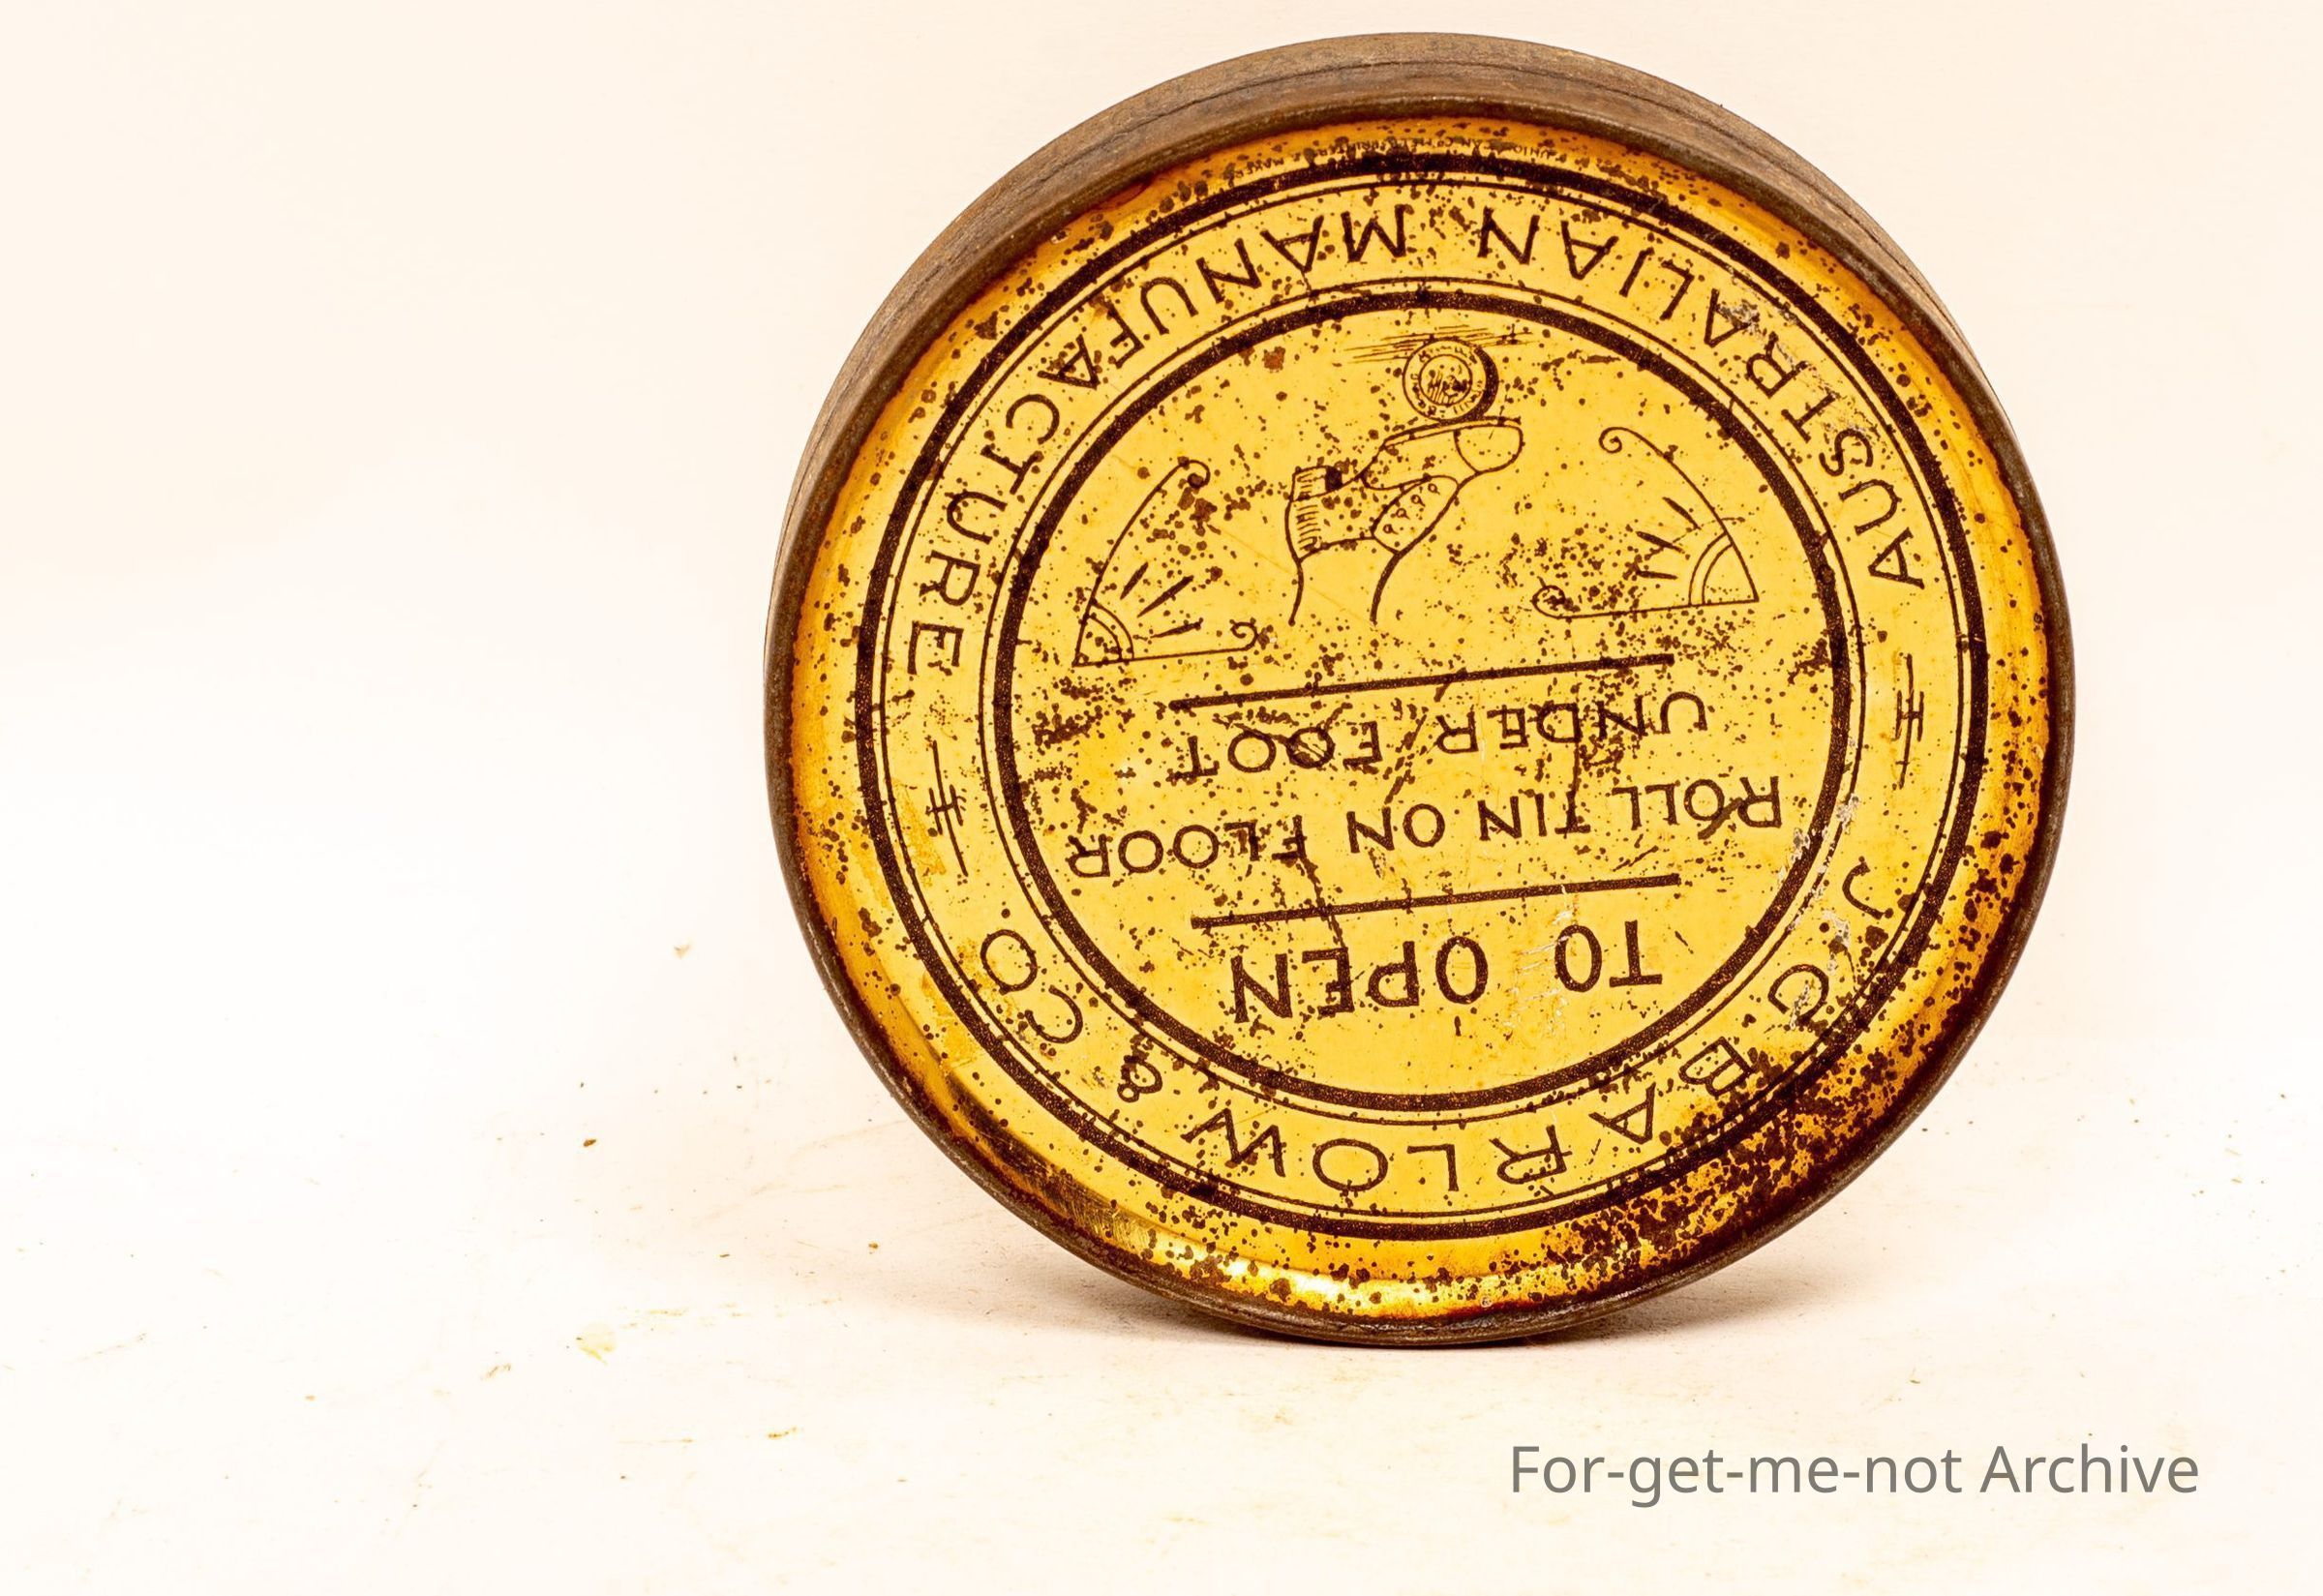 J. C. BARLOW & CO
TO OPEN
ROLL TIN ON FLOOR
UNDER FOOT
AUSTRALIAN MANUFACTURE
For-get-me-not Archive